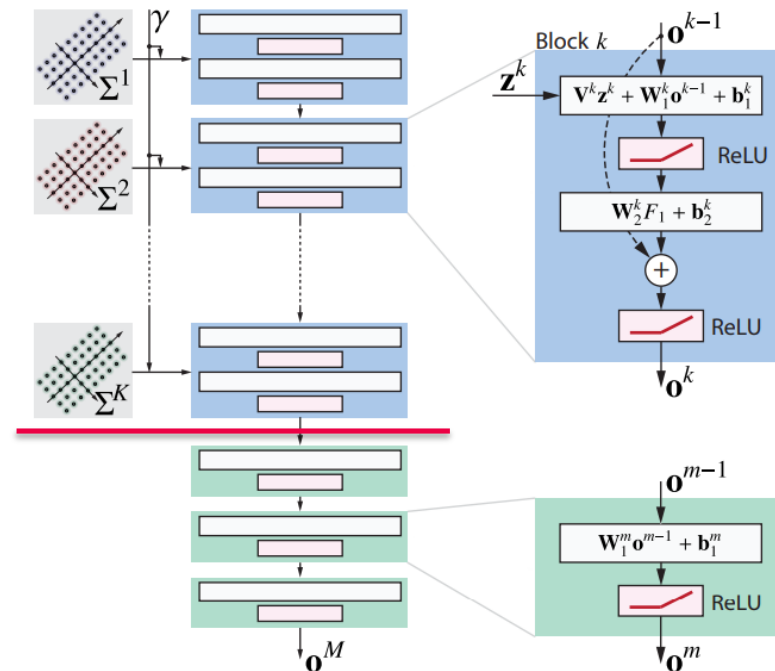 γ
Σ¹
Σ²
Σᴷ
oᴹ
Block k
oᵏ⁻¹
zᵏ
Vᵏzᵏ + W₁ᵏoᵏ⁻¹ + b₁ᵏ
ReLU
W₂ᵏF₁ + b₂ᵏ
+
ReLU
oᵏ
oᵐ⁻¹
W₁ᵐoᵐ⁻¹ + b₁ᵐ
ReLU
oᵐ